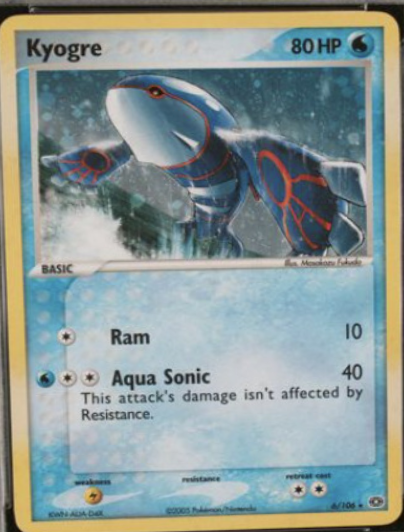 Kyogre 80 HP
Illus. Masakazu Fukuda
BASIC
Ram 10
Aqua Sonic 40
This attack's damage isn't affected by
Resistance.
weakness resistance retreat cost
©2005 Pokémon/Nintendo 6/106